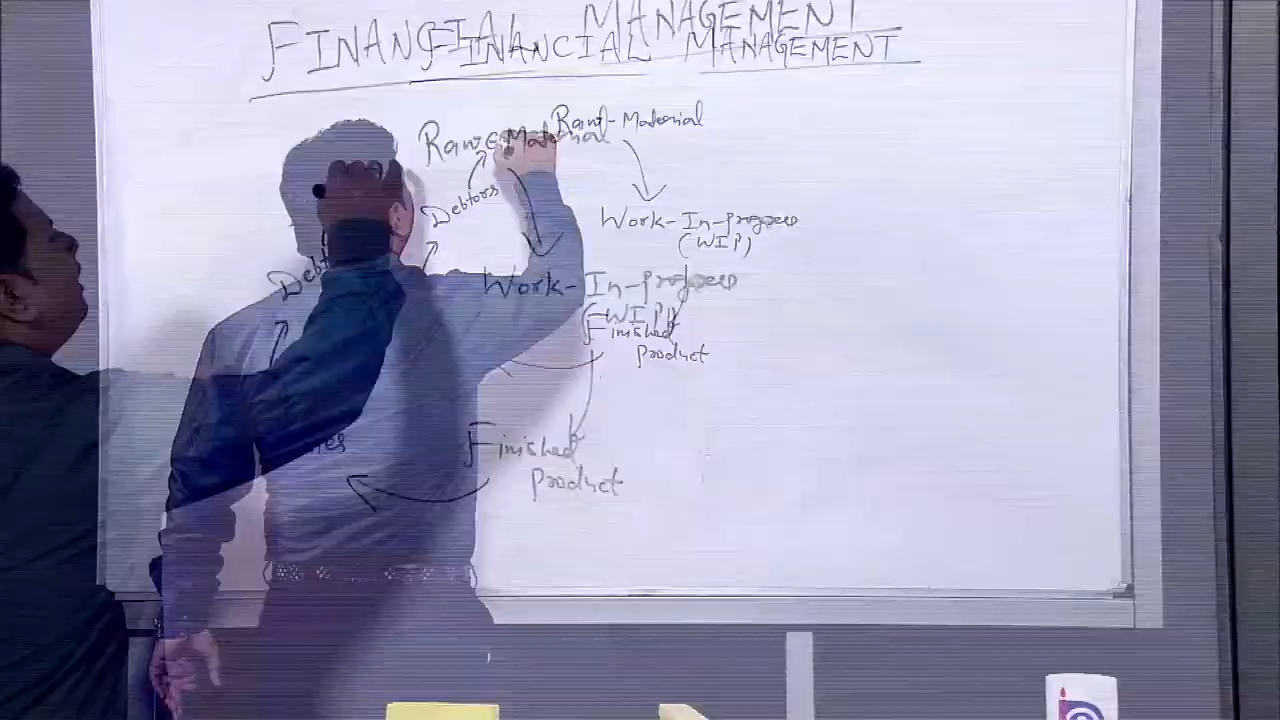 FINANCIAL MANAGEMENT
FINANCIAL MANAGEMENT
Raw-Material
Raw-Material
Debtors
Work-In-progress
(WIP)
Work-In-progress
(WIP)
Finished
product
Finished
product